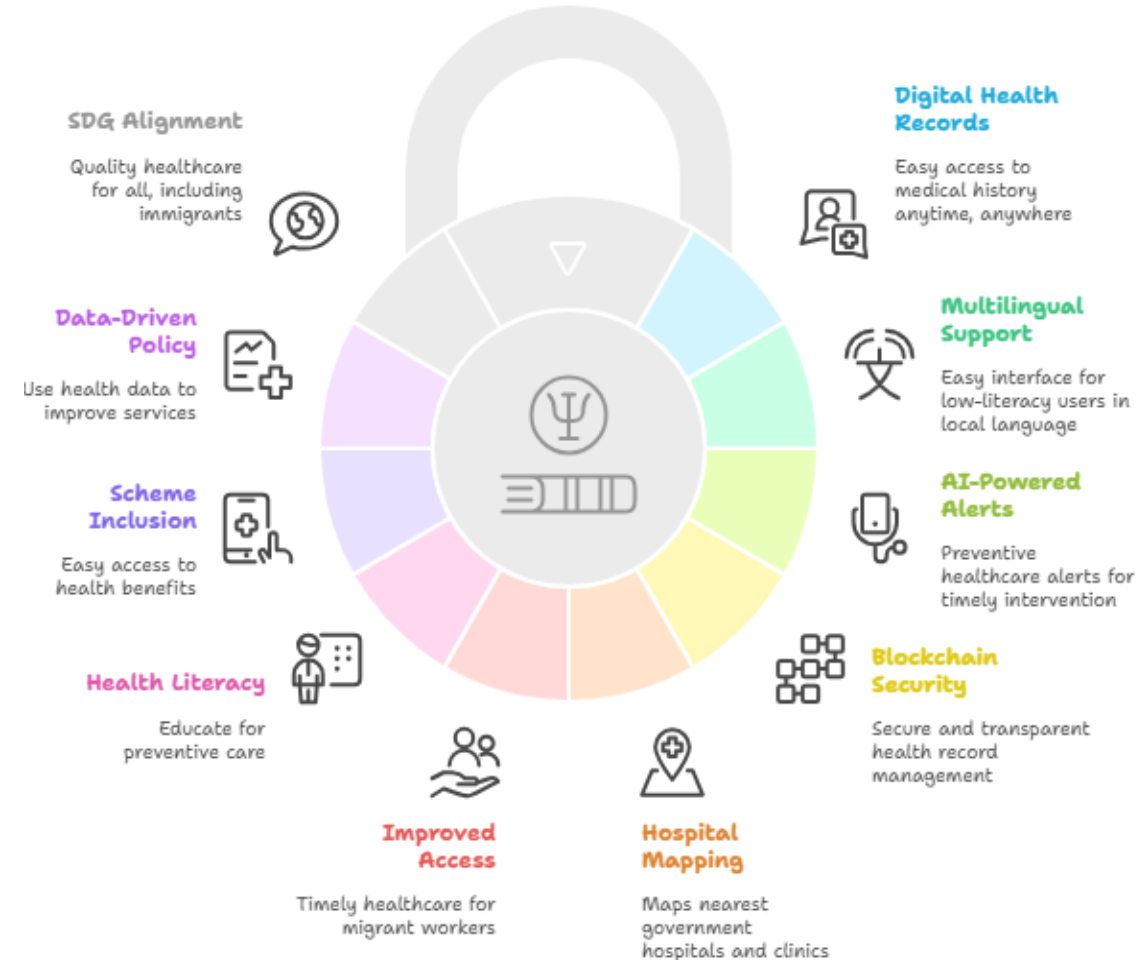 SDG Alignment
Quality healthcare
for all, including
immigrants
Data-Driven
Policy
Use health data to
improve services
Scheme
Inclusion
Easy access to
health benefits
Health Literacy
Educate for
preventive care
Improved
Access
Timely healthcare for
migrant workers
Hospital
Mapping
Maps nearest
government
hospitals and clinics
Blockchain
Security
Secure and transparent
health record
management
AI-Powered
Alerts
Preventive
healthcare alerts for
timely intervention
Multilingual
Support
Easy interface for
low-literacy users in
local language
Digital Health
Records
Easy access to
medical history
anytime, anywhere